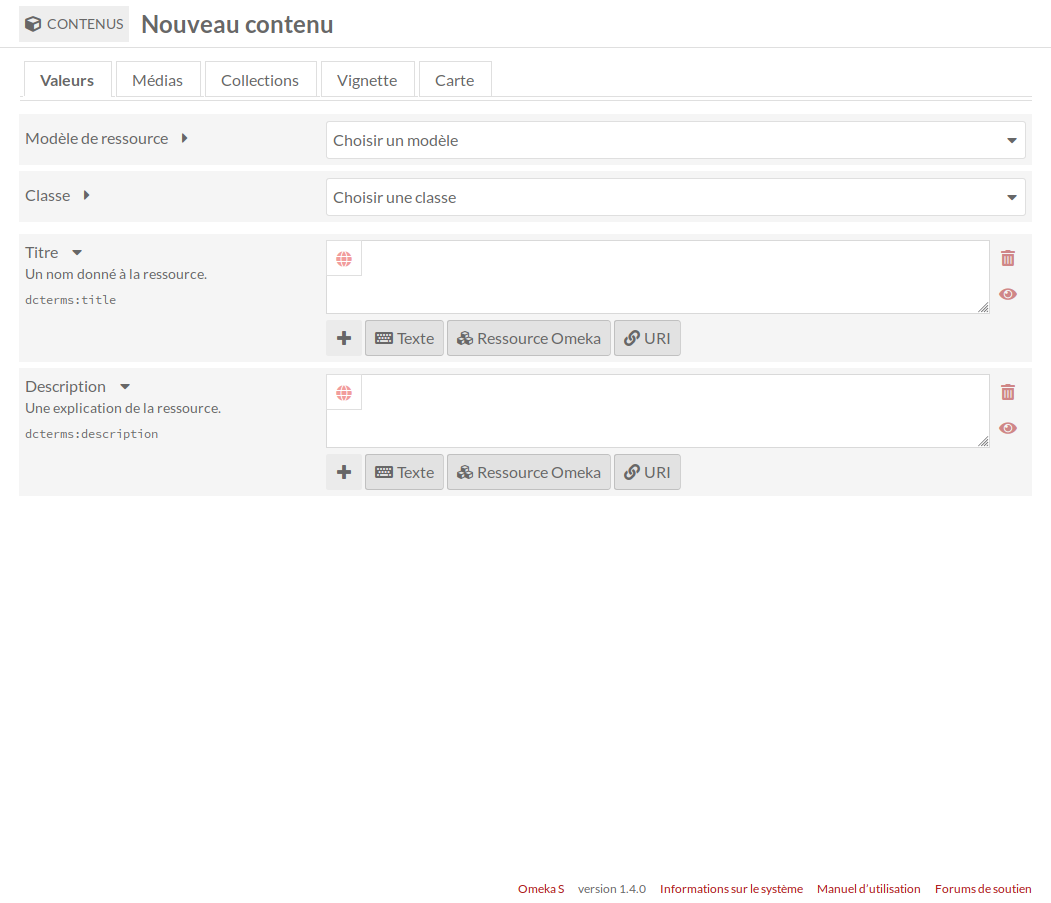 CONTENUS Nouveau contenu
Valeurs Médias Collections Vignette Carte
Modèle de ressource Choisir un modèle
Classe Choisir une classe
Titre
Un nom donné à la ressource.
dcterms:title
Texte Ressource Omeka URI
Description
Une explication de la ressource.
dcterms:description
Texte Ressource Omeka URI
Omeka S version 1.4.0 Informations sur le système Manuel d'utilisation Forums de soutien